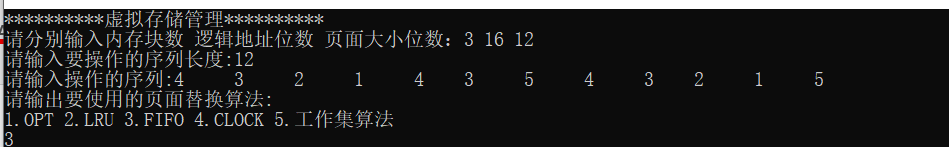 **********虚拟存储管理**********
请分别输入内存块数 逻辑地址位数 页面大小位数：3 16 12
请输入要操作的序列长度:12
请输入操作的序列:4 3 2 1 4 3 5 4 3 2 1 5
请输出要使用的页面替换算法:
1.OPT 2.LRU 3.FIFO 4.CLOCK 5.工作集算法
3